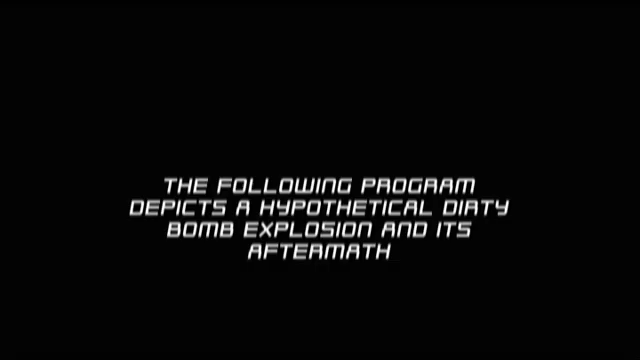 THE FOLLOWING PROGRAM
DEPICTS A HYPOTHETICAL DIRTY
BOMB EXPLOSION AND ITS
AFTERMATH